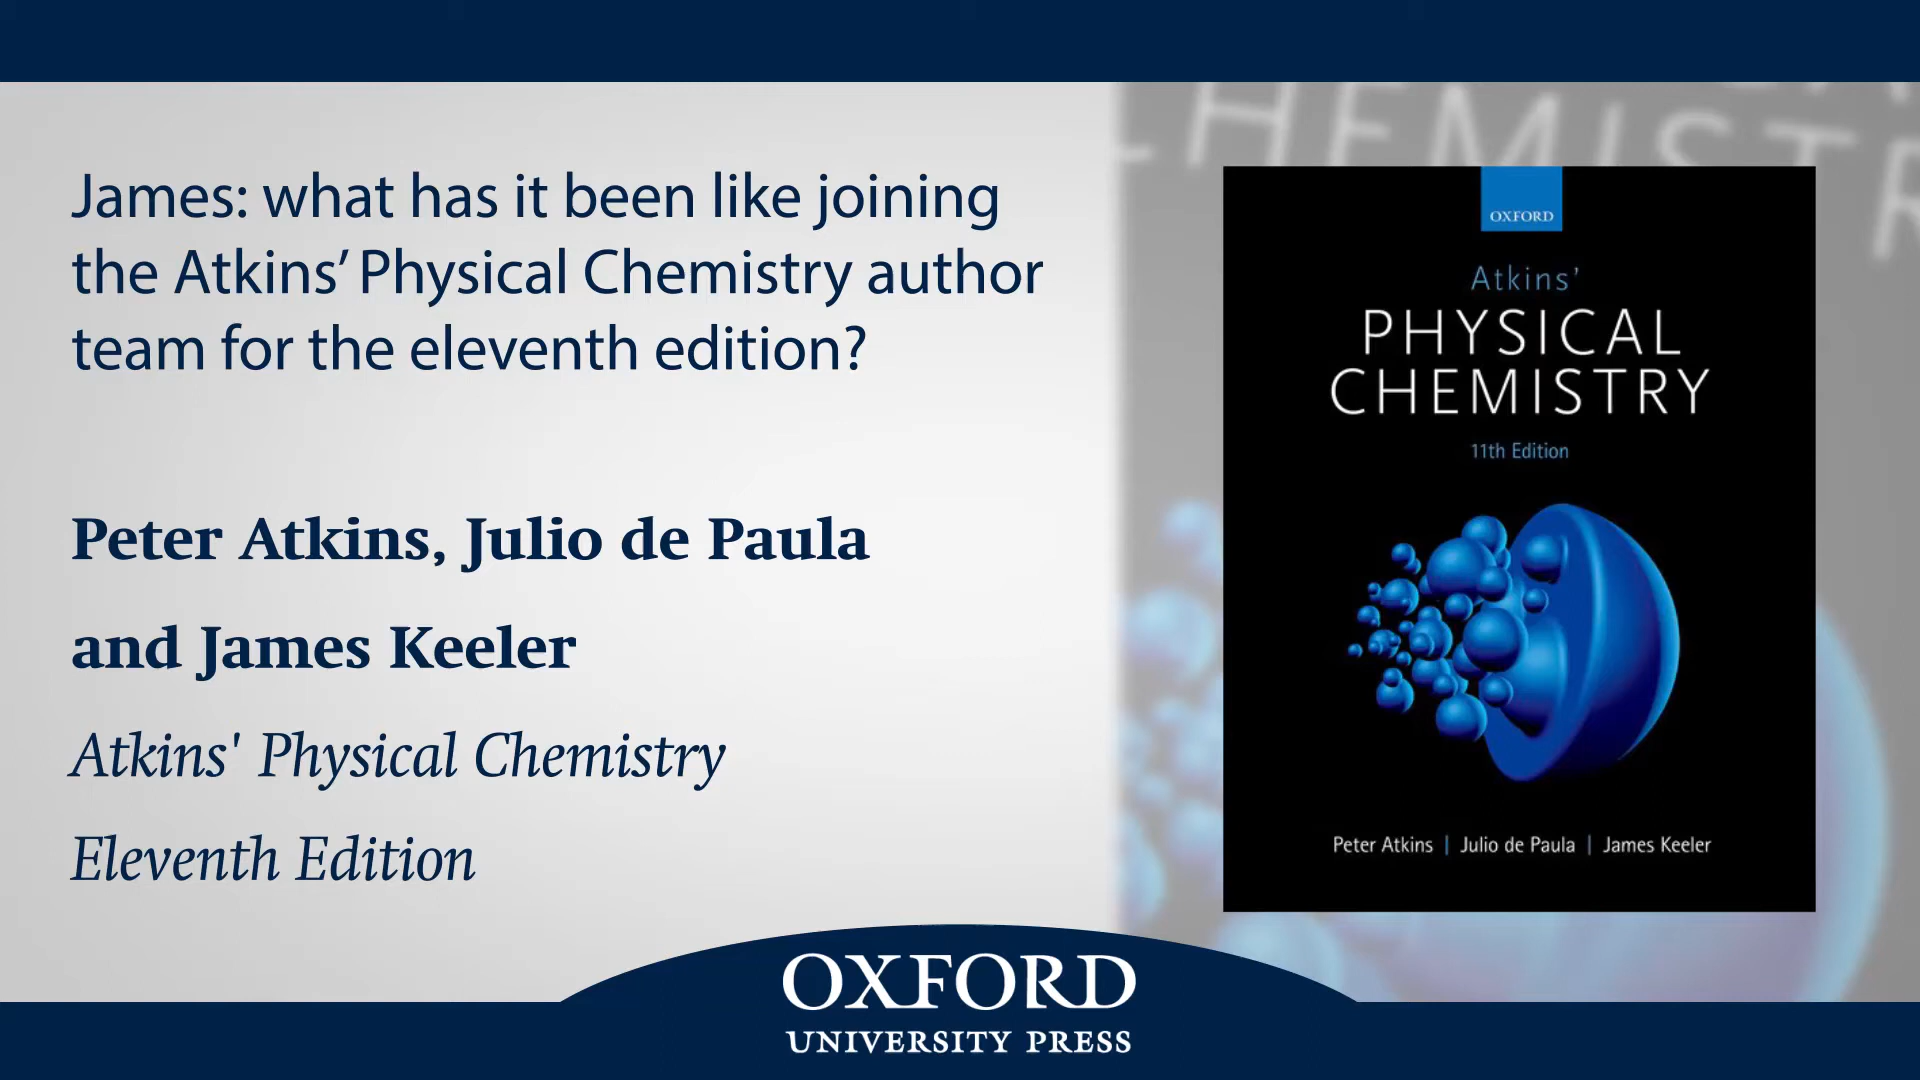 James: what has it been like joining
the Atkins’ Physical Chemistry author
team for the eleventh edition?
Peter Atkins, Julio de Paula
and James Keeler
Atkins' Physical Chemistry
Eleventh Edition
OXFORD
Atkins’
PHYSICAL
CHEMISTRY
11th Edition
Peter Atkins | Julio de Paula | James Keeler
OXFORD
UNIVERSITY PRESS